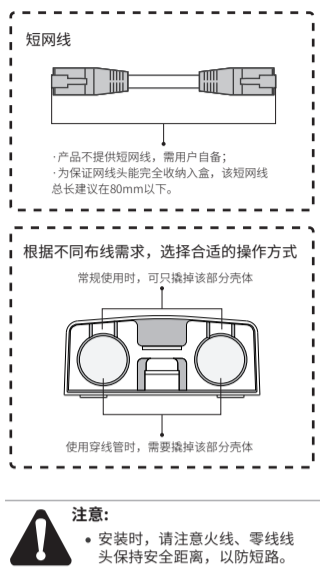 短网线
·产品不提供短网线，需用户自备；
·为保证网线头能完全收纳入盒，该短网线
总长建议在80mm以下。
根据不同布线需求，选择合适的操作方式
常规使用时，可只撬掉该部分壳体
使用穿线管时，需要撬掉该部分壳体
注意:
• 安装时，请注意火线、零线线
头保持安全距离，以防短路。